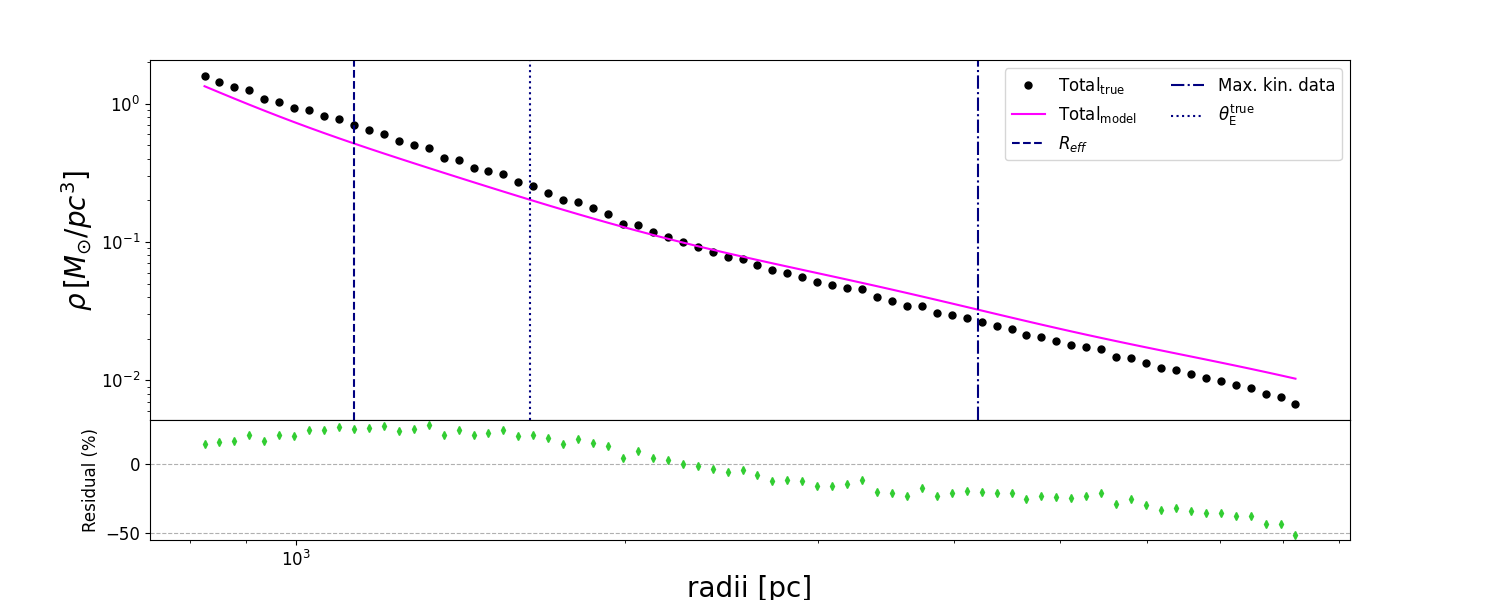 Total_true
Total_model
R_eff
Max. kin. data
θ_E^true
ρ [M_⊙/pc^3]
10^0
10^−1
10^−2
Residual (%)
0
−50
10^3
radii [pc]